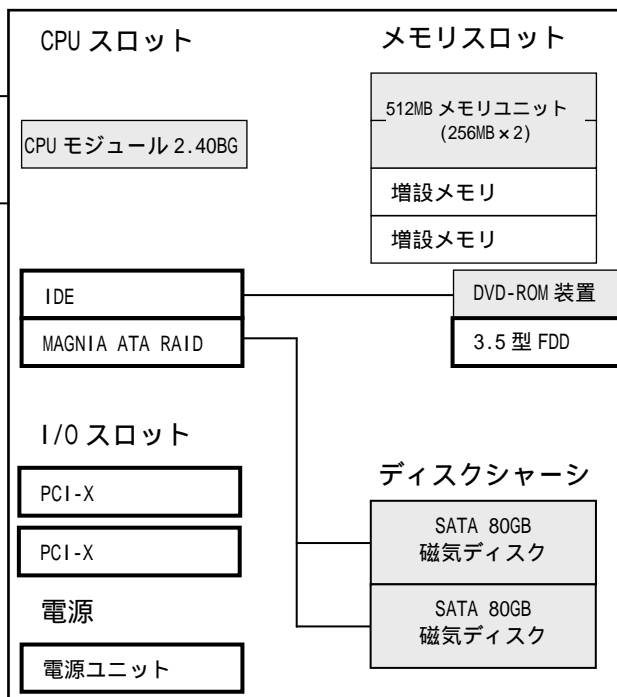 CPU スロット
メモリスロット
512MB メモリユニット
(256MB×2)
CPU モジュール 2.40BG
増設メモリ
増設メモリ
IDE
DVD-ROM 装置
MAGNIA ATA RAID
3.5 型 FDD
I/O スロット
ディスクシャーシ
PCI-X
SATA 80GB
磁気ディスク
PCI-X
電源
SATA 80GB
磁気ディスク
電源ユニット